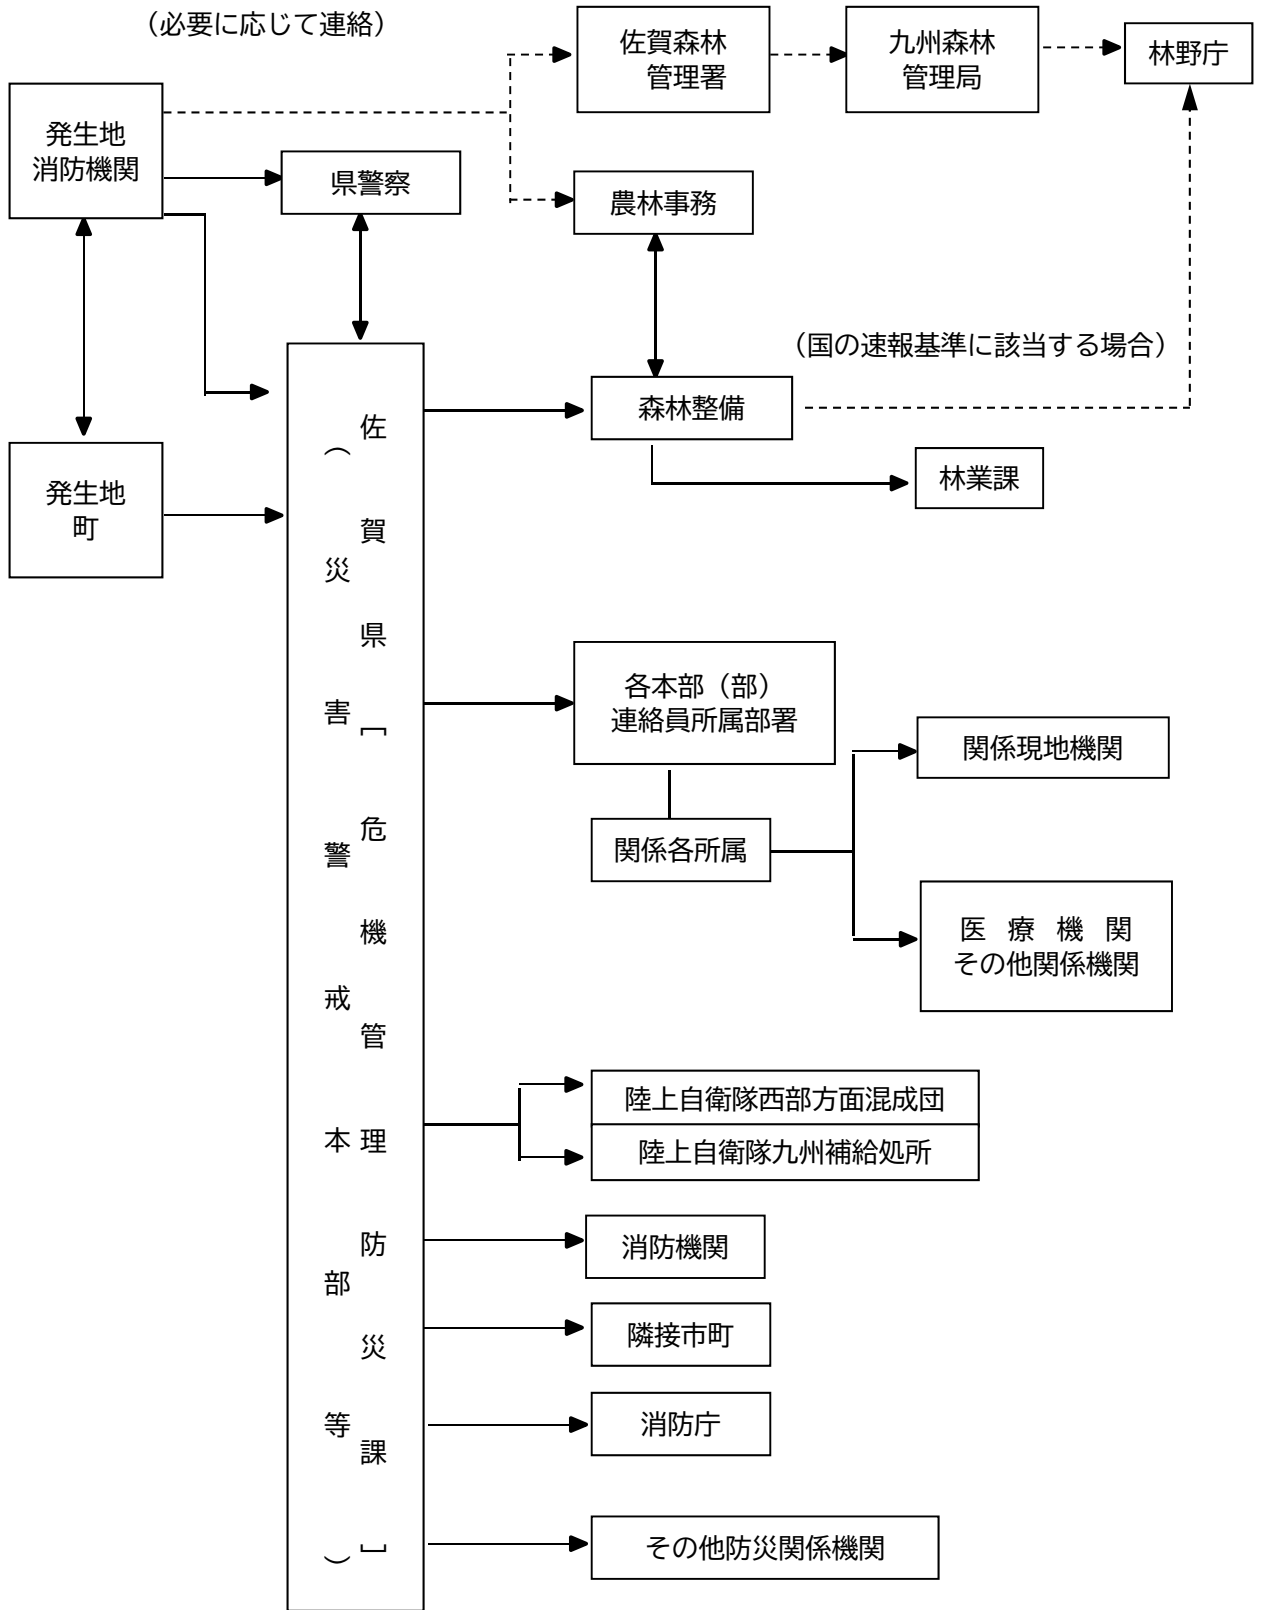 （必要に応じて連絡）
佐賀森林
管理署
九州森林
管理局
林野庁
発生地
消防機関
県警察
農林事務
（国の速報基準に該当する場合）
森林整備
林業課
発生地
町
佐賀県［危機管理防災課］
（災害警戒本部等）
各本部（部）
連絡員所属部署
関係現地機関
関係各所属
医療機関
その他関係機関
陸上自衛隊西部方面混成団
陸上自衛隊九州補給処所
消防機関
隣接市町
消防庁
その他防災関係機関